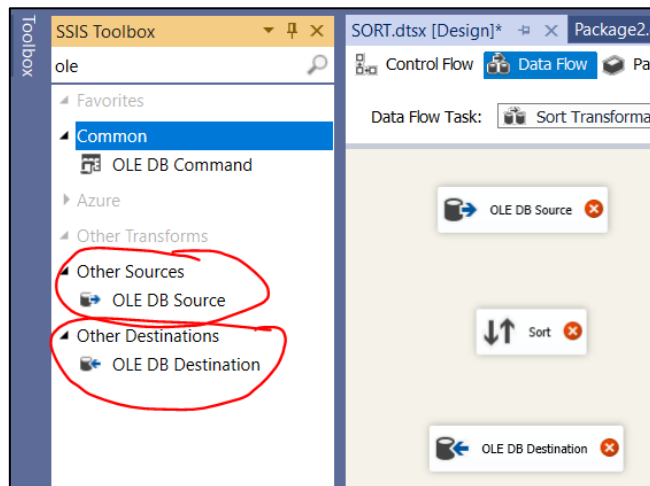 Toolbox
SSIS Toolbox
ole
Favorites
Common
OLE DB Command
Azure
Other Transforms
Other Sources
OLE DB Source
Other Destinations
OLE DB Destination
SORT.dtsx [Design]* Package2.
Control Flow Data Flow Pa
Data Flow Task: Sort Transforma
OLE DB Source
Sort
OLE DB Destination